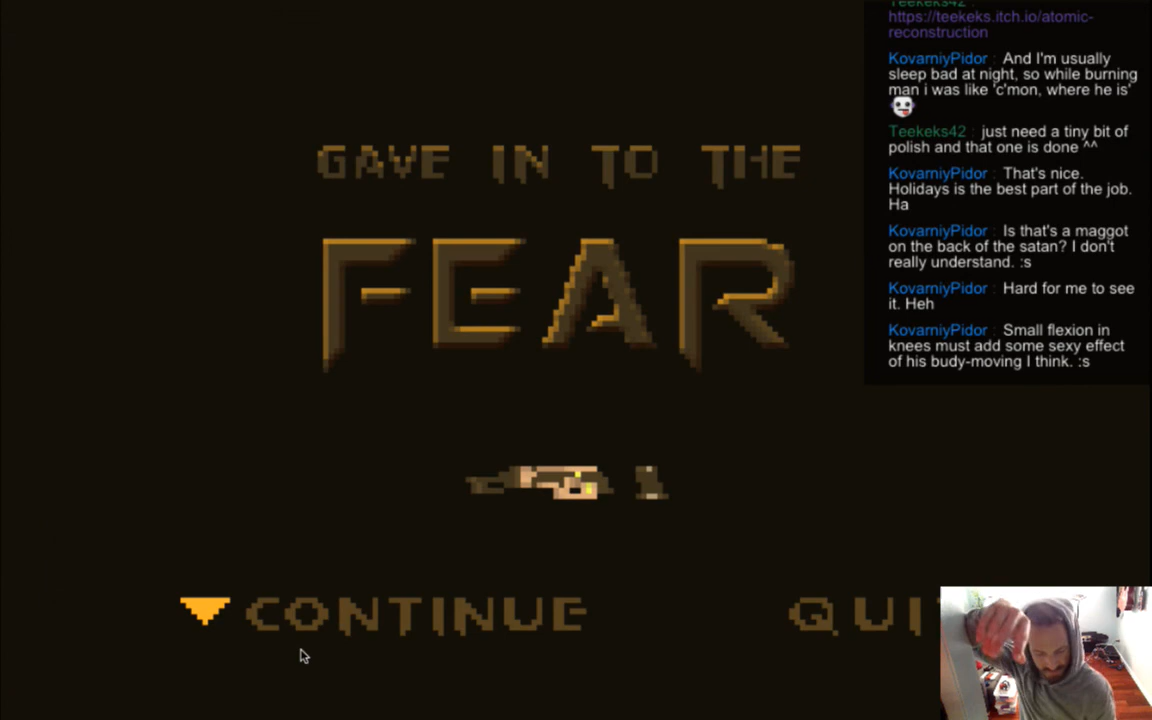 Teekeks42 :
https://teekeks.itch.io/atomic-
reconstruction
KovarniyPidor : And I'm usually
sleep bad at night, so while burning
man i was like 'c'mon, where he is'
Teekeks42 : just need a tiny bit of
polish and that one is done ^^
KovarniyPidor : That's nice.
Holidays is the best part of the job.
Ha
KovarniyPidor : Is that's a maggot
on the back of the satan? I don't
really understand. :s
KovarniyPidor : Hard for me to see
it. Heh
KovarniyPidor : Small flexion in
knees must add some sexy effect
of his budy-moving I think. :s
GAVE IN TO THE
FEAR
CONTINUE
QUI